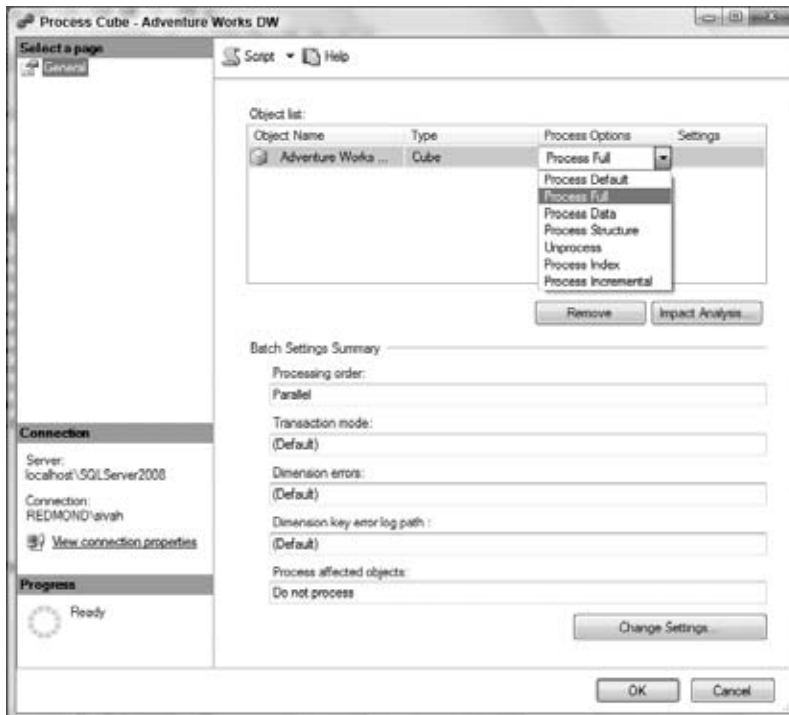 Process Cube - Adventure Works DW
Select a page
General
Script
Help
Object list:
Object Name Type Process Options Settings
Adventure Works ... Cube Process Full
Process Default
Process Full
Process Data
Process Structure
Unprocess
Process Index
Process Incremental
Remove
Impact Analysis...
Batch Settings Summary
Processing order:
Parallel
Transaction mode:
(Default)
Dimension errors:
(Default)
Dimension key error log path :
(Default)
Process affected objects:
Do not process
Change Settings...
Connection
Server:
localhost\SQLServer2008
Connection:
REDMOND\sivah
View connection properties
Progress
Ready
OK
Cancel